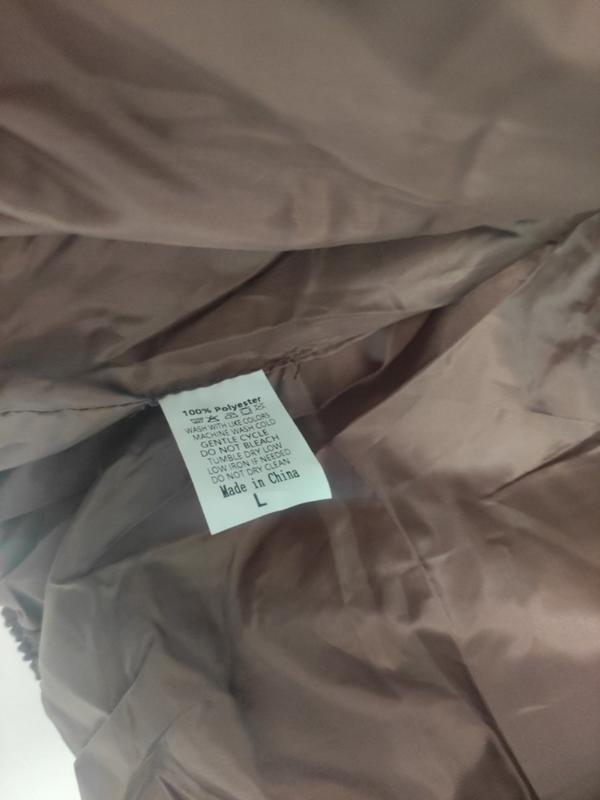 100% Polyester
WASH WITH LIKE COLORS
MACHINE WASH COLD
GENTLE CYCLE
DO NOT BLEACH
TUMBLE DRY LOW
LOW IRON IF NEEDED
DO NOT DRY CLEAN
Made in China
L